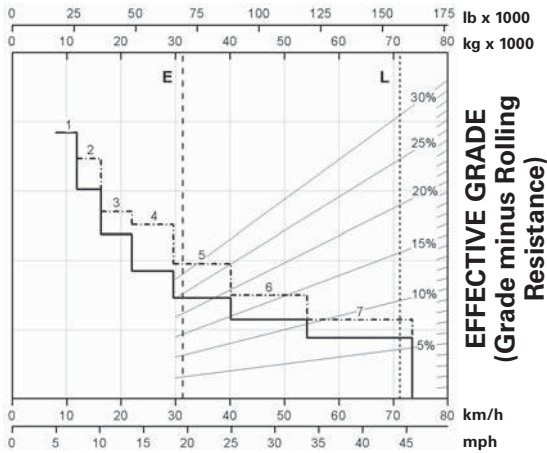 0 25 50 75 100 125 150 175 lb x 1000
0 10 20 30 40 50 60 70 80 kg x 1000
E L
30%
1
25%
2
20%
3
4
15%
5
10%
6
7
5%
EFFECTIVE GRADE
(Grade minus Rolling
Resistance)
0 10 20 30 40 50 60 70 80 km/h
0 5 10 15 20 25 30 35 40 45 mph